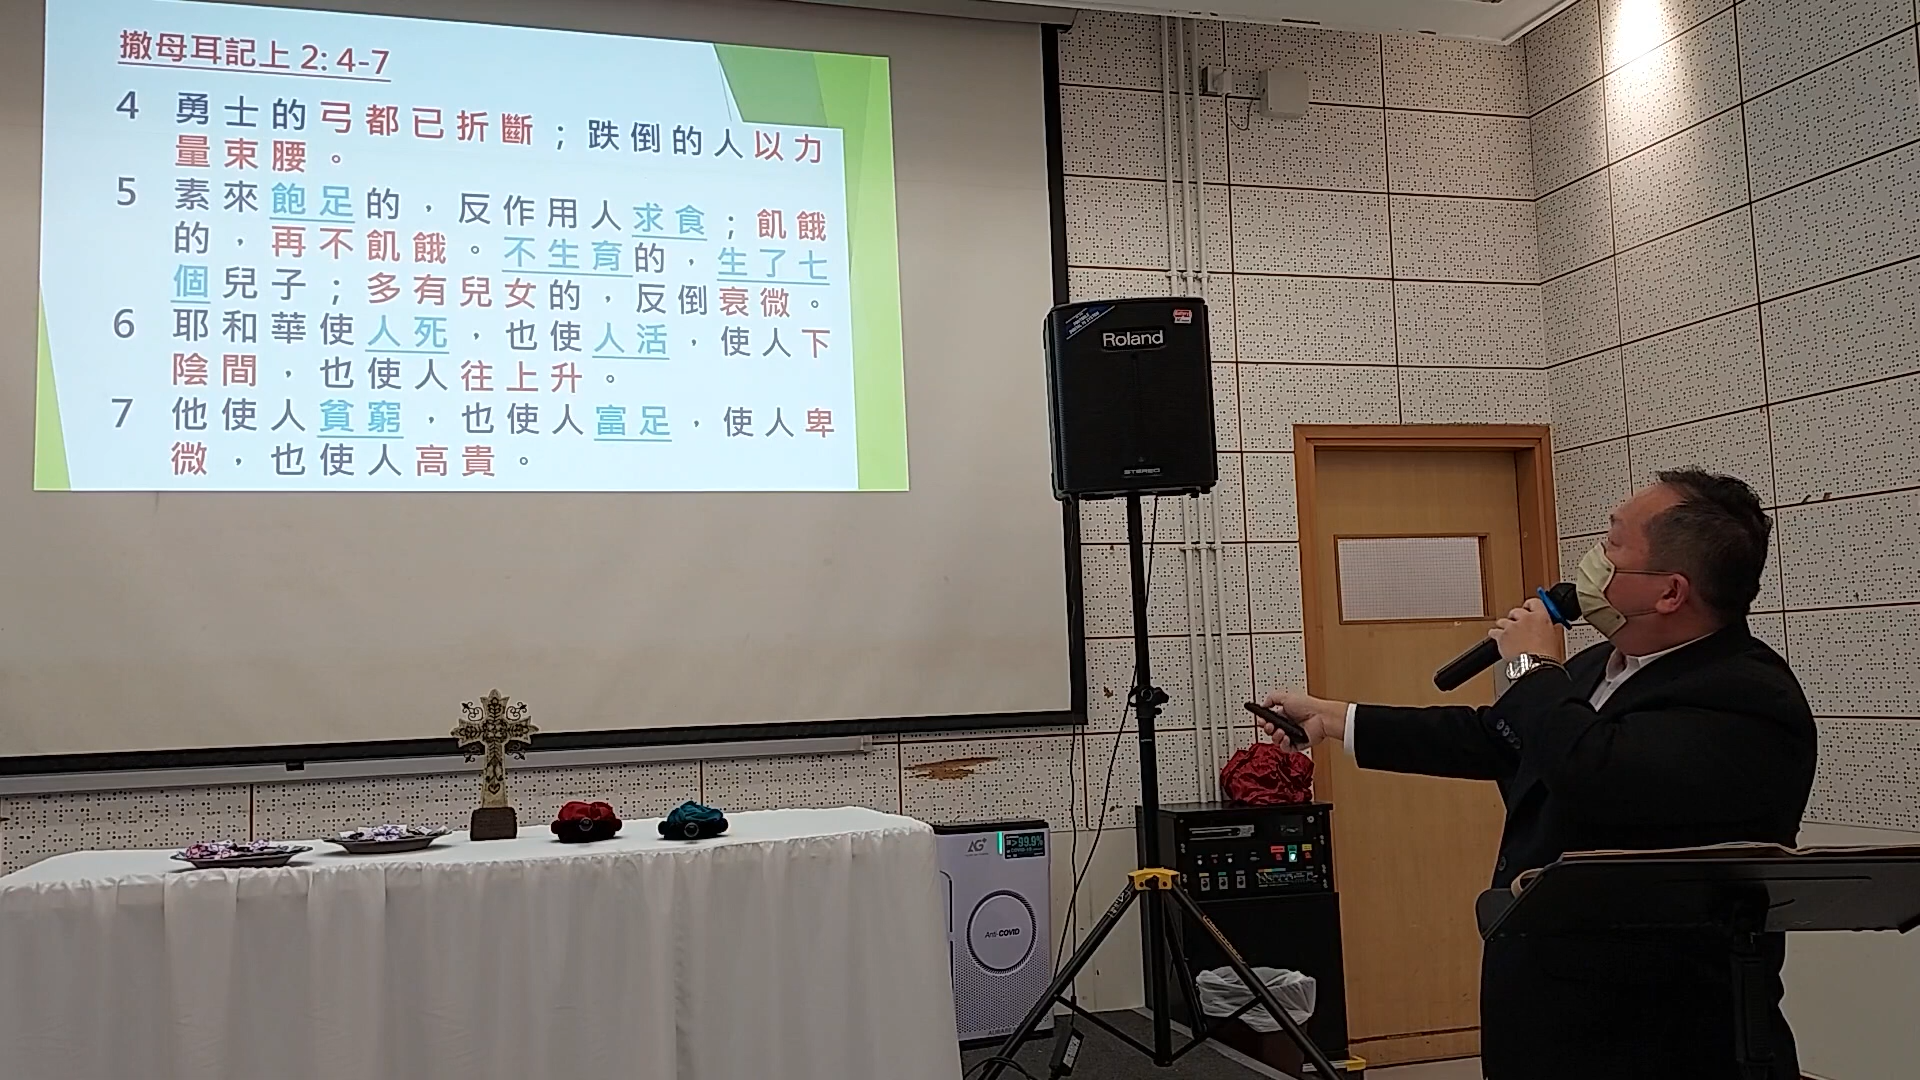 撒母耳記上 2: 4-7
4 勇士的弓都已折斷；跌倒的人以力
量束腰。
5 素來飽足的，反作用人求食；飢餓
的，再不飢餓。不生育的，生了七
個兒子；多有兒女的，反倒衰微。
6 耶和華使人死，也使人活，使人下
陰間，也使人往上升。
7 他使人貧窮，也使人富足，使人卑
微，也使人高貴。
Roland
STEREO
AG+
>99.9%
Anti-COVID